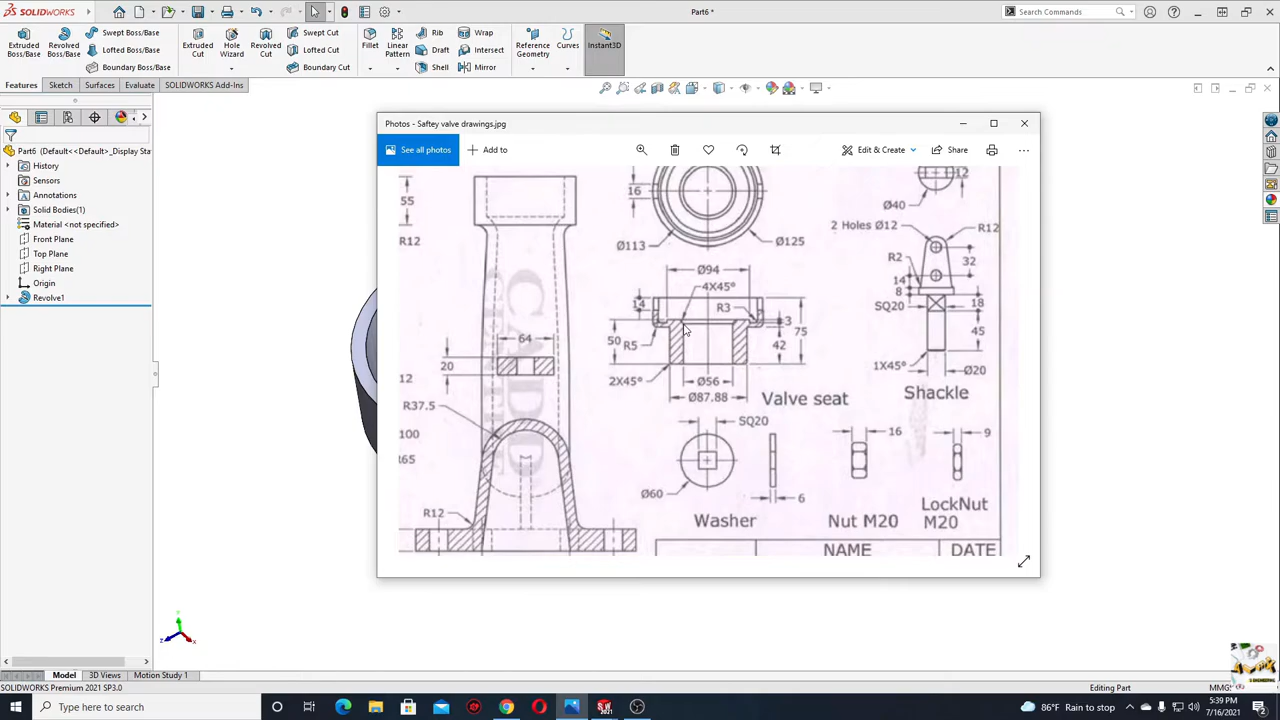 SOLIDWORKS
Part6 *
Search Commands
Extruded Boss/Base
Revolved Boss/Base
Swept Boss/Base
Lofted Boss/Base
Boundary Boss/Base
Extruded Cut
Hole Wizard
Revolved Cut
Swept Cut
Lofted Cut
Boundary Cut
Fillet
Linear Pattern
Rib
Draft
Shell
Wrap
Intersect
Mirror
Reference Geometry
Curves
Instant3D
Features
Sketch
Surfaces
Evaluate
SOLIDWORKS Add-Ins
Part6 (Default<<Default>_Display Sta
History
Sensors
Annotations
Solid Bodies(1)
Material <not specified>
Front Plane
Top Plane
Right Plane
Origin
Revolve1
Photos - Saftey valve drawings.jpg
See all photos
Add to
Edit & Create
Share
55
R12
64
20
12
R37.5
100
R65
R12
16
Ø113
Ø125
Ø94
4X45°
14
R3
3
75
50
R5
42
2X45°
Ø56
Ø87.88
Valve seat
12
Ø40
2 Holes Ø12
R12
R2
32
14
8
SQ20
18
45
1X45°
Ø20
Shackle
SQ20
Ø60
6
Washer
16
Nut M20
9
LockNut
M20
NAME
DATE
CADD
Model
3D Views
Motion Study 1
SOLIDWORKS Premium 2021 SP3.0
Editing Part
MMG
Type here to search
86°F Rain to stop
5:39 PM
7/16/2021